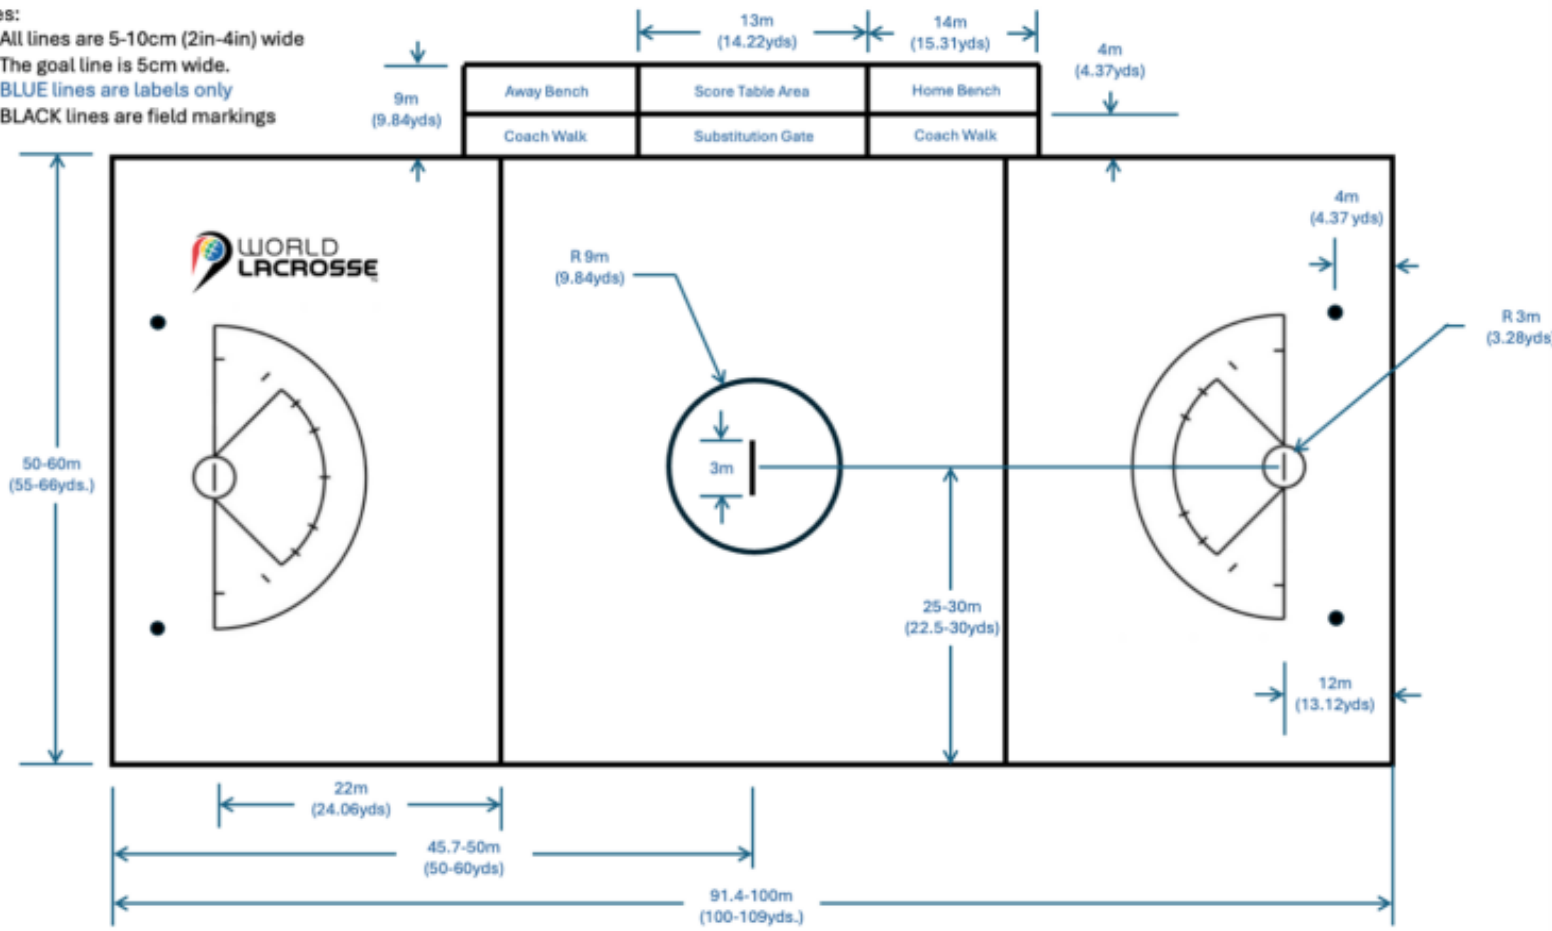 es:
All lines are 5-10cm (2in-4in) wide
The goal line is 5cm wide.
BLUE lines are labels only
BLACK lines are field markings
13m
(14.22yds)
14m
(15.31yds)
4m
(4.37yds)
9m
(9.84yds)
Away Bench
Score Table Area
Home Bench
Coach Walk
Substitution Gate
Coach Walk
4m
(4.37 yds)
WORLD
LACROSSE
R 9m
(9.84yds)
R 3m
(3.28yds)
50-60m
(55-66yds.)
3m
25-30m
(22.5-30yds)
12m
(13.12yds)
22m
(24.06yds)
45.7-50m
(50-60yds)
91.4-100m
(100-109yds.)